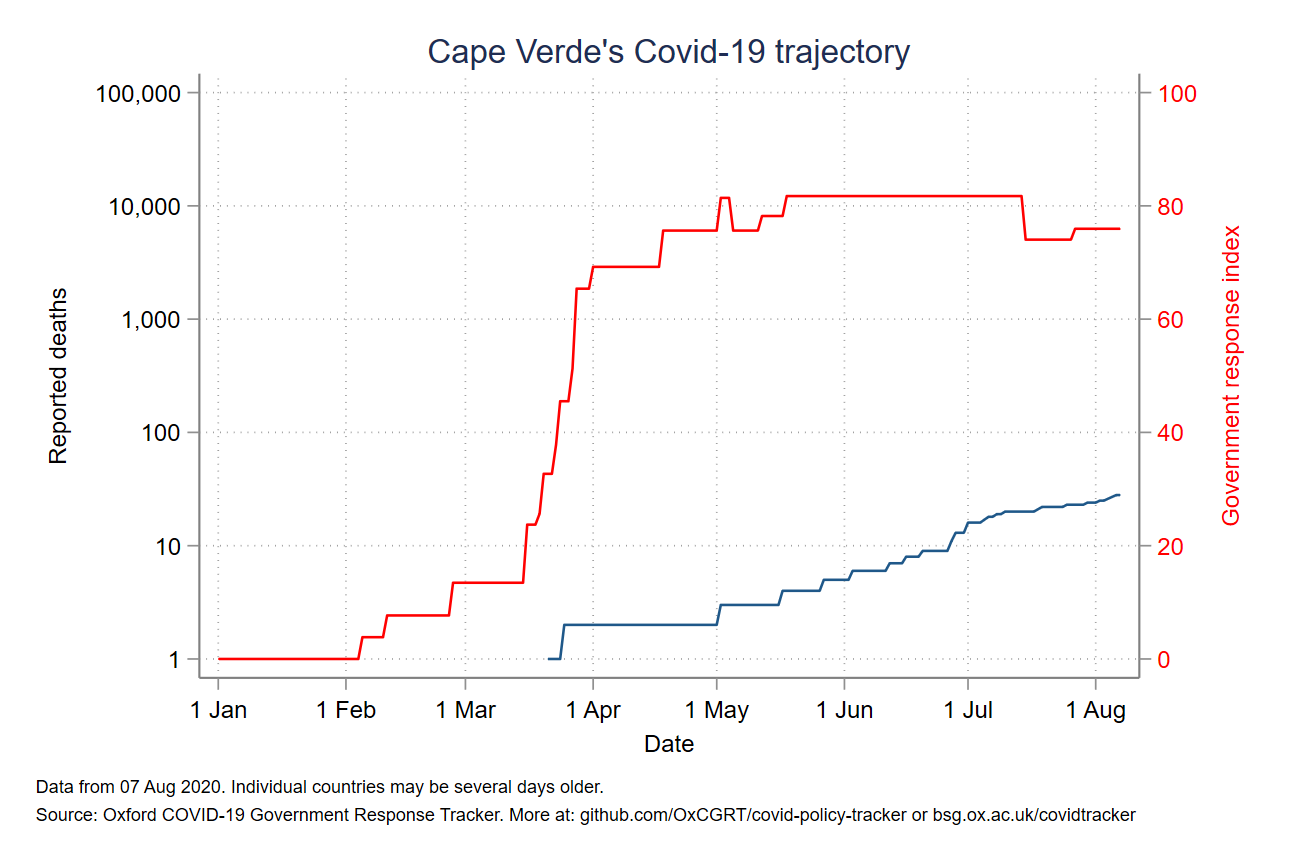 Cape Verde's Covid-19 trajectory
100,000
10,000
1,000
100
10
1
Reported deaths
100
80
60
40
20
0
Government response index
1 Jan 1 Feb 1 Mar 1 Apr 1 May 1 Jun 1 Jul 1 Aug
Date
Data from 07 Aug 2020. Individual countries may be several days older.
Source: Oxford COVID-19 Government Response Tracker. More at: github.com/OxCGRT/covid-policy-tracker or bsg.ox.ac.uk/covidtracker